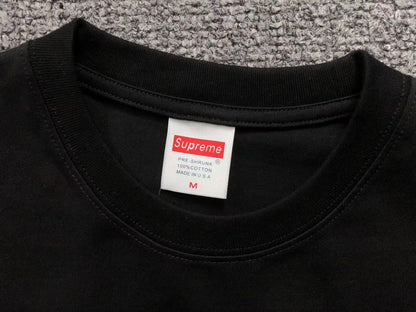 Supreme®
PRE-SHRUNK
100%COTTON
MADE IN U.S.A
M